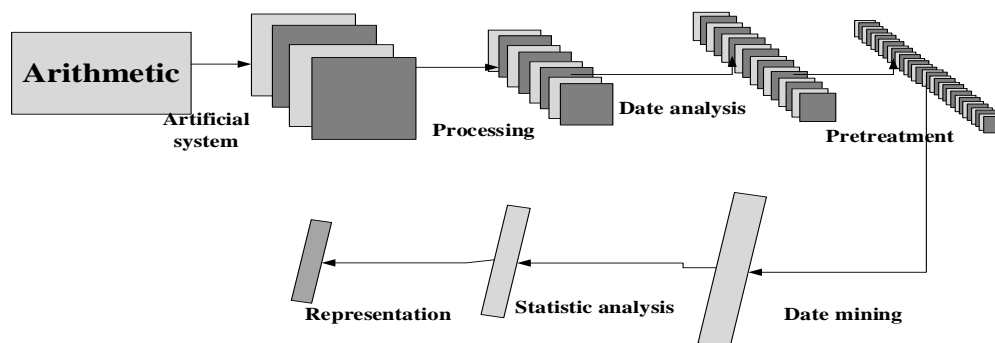 Arithmetic
Artificial
system
Processing
Date analysis
Pretreatment
Representation
Statistic analysis
Date mining